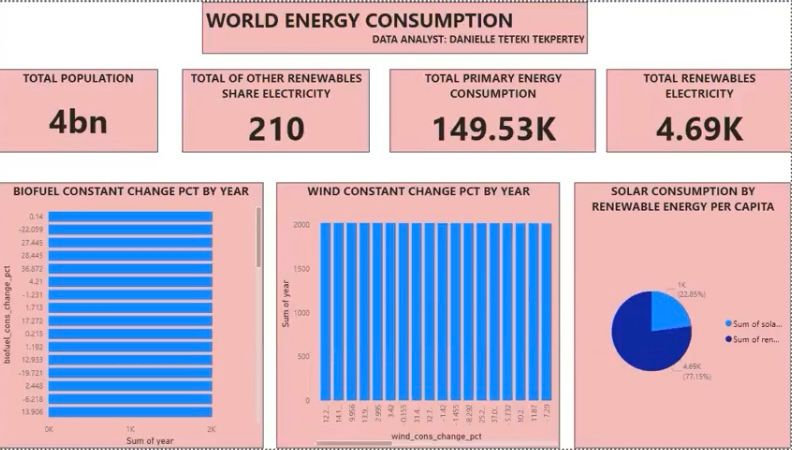 WORLD ENERGY CONSUMPTION
DATA ANALYST: DANIELLE TETEKI TEKPERTEY
TOTAL POPULATION
4bn
TOTAL OF OTHER RENEWABLES
SHARE ELECTRICITY
210
TOTAL PRIMARY ENERGY
CONSUMPTION
149.53K
TOTAL RENEWABLES
ELECTRICITY
4.69K
BIOFUEL CONSTANT CHANGE PCT BY YEAR
biofuel_cons_change_pct
0.14
-22.059
27.445
28.445
36.872
4.21
-1.231
1.713
17.272
0.215
1.192
12.933
-19.721
2.448
-6.218
13.906
0K
1K
2K
Sum of year
WIND CONSTANT CHANGE PCT BY YEAR
Sum of year
2000
1500
1000
500
0
12.2...
14.1...
9.956
13.9...
2.995
3.42
0.153
31.4...
32.7...
-1.42
-1.455
-8.292
25.2...
37.0...
-5.732
10.2...
11.87
-7.29
wind_cons_change_pct
SOLAR CONSUMPTION BY
RENEWABLE ENERGY PER CAPITA
1K
(22.85%)
4.69K
(77.15%)
Sum of sola...
Sum of ren...